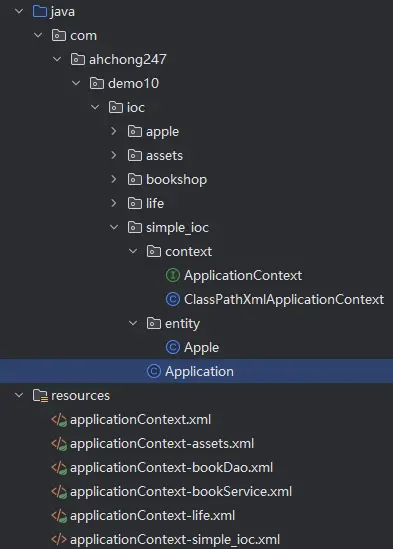 java
com
ahchong247
demo10
ioc
apple
assets
bookshop
life
simple_ioc
context
ApplicationContext
ClassPathXmlApplicationContext
entity
Apple
Application
resources
applicationContext.xml
applicationContext-assets.xml
applicationContext-bookDao.xml
applicationContext-bookService.xml
applicationContext-life.xml
applicationContext-simple_ioc.xml